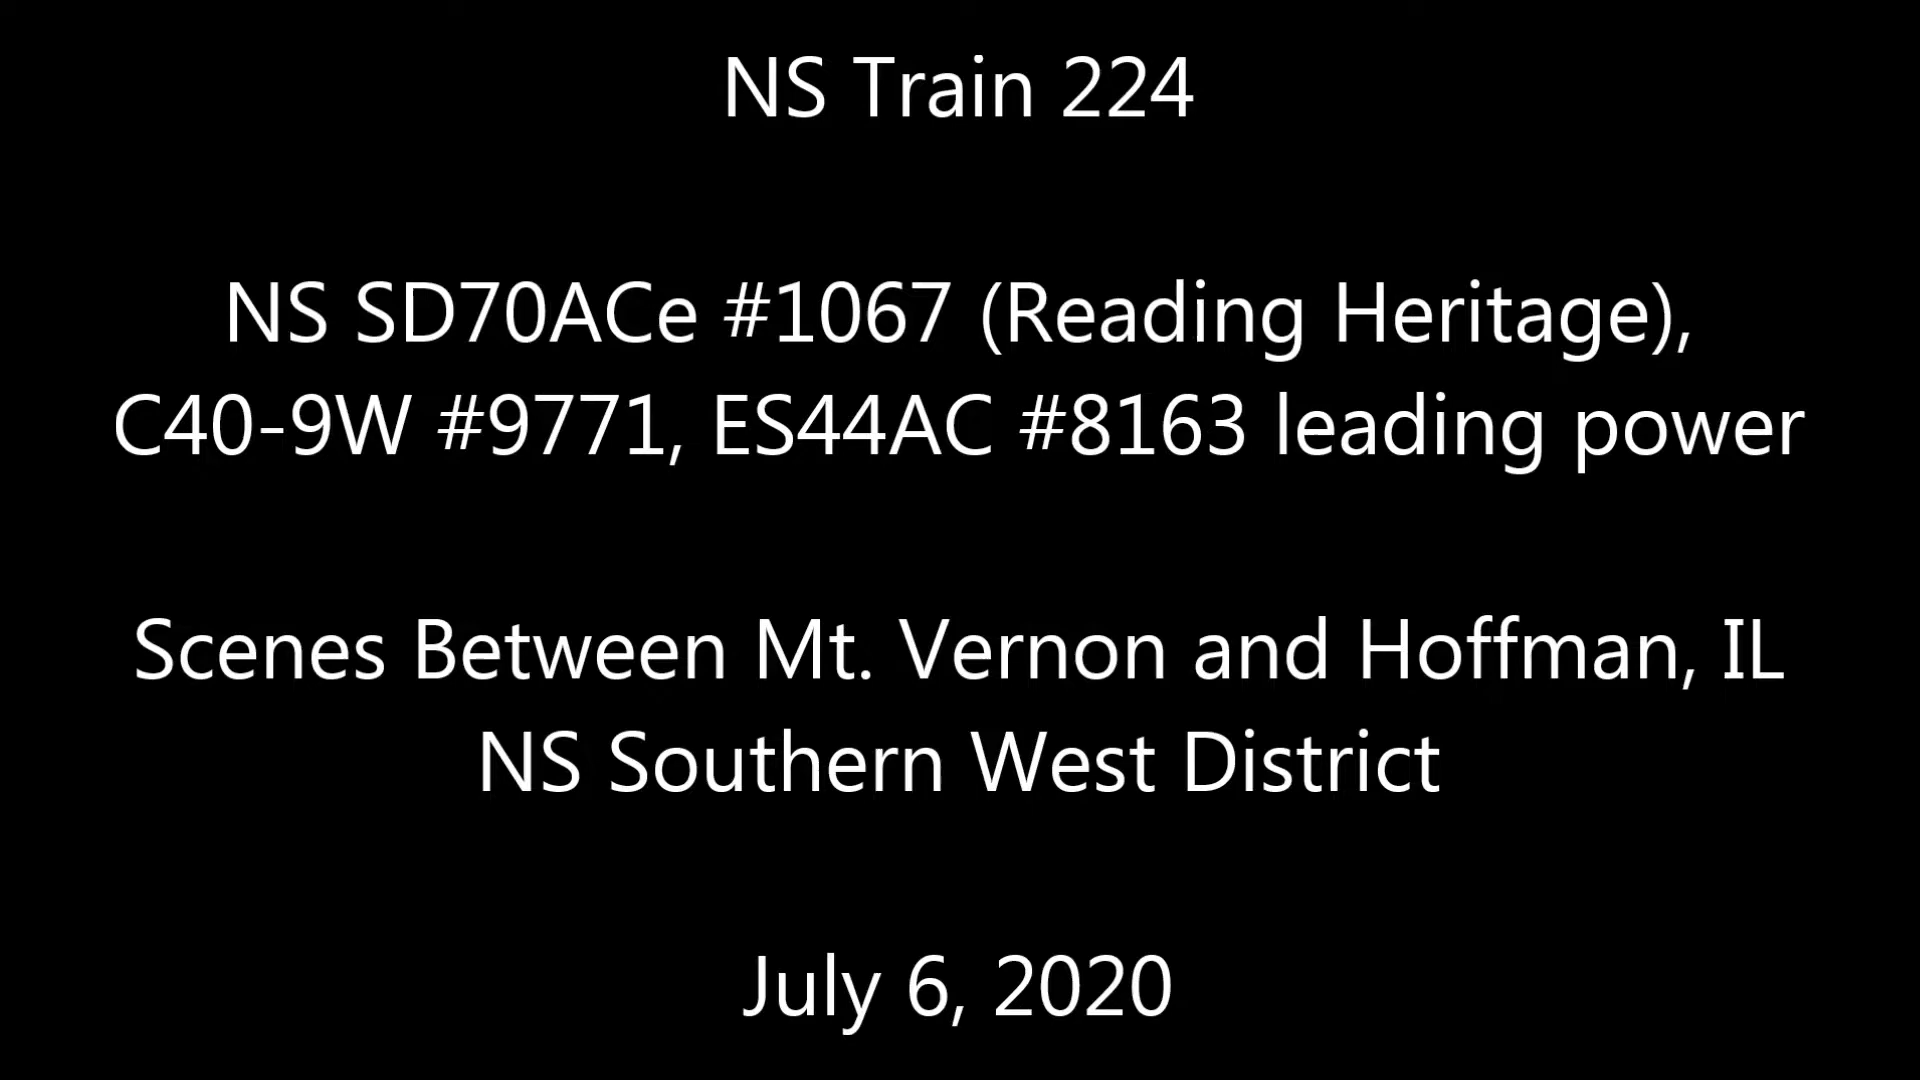 NS Train 224
NS SD70ACe #1067 (Reading Heritage),
C40-9W #9771, ES44AC #8163 leading power
Scenes Between Mt. Vernon and Hoffman, IL
NS Southern West District
July 6, 2020